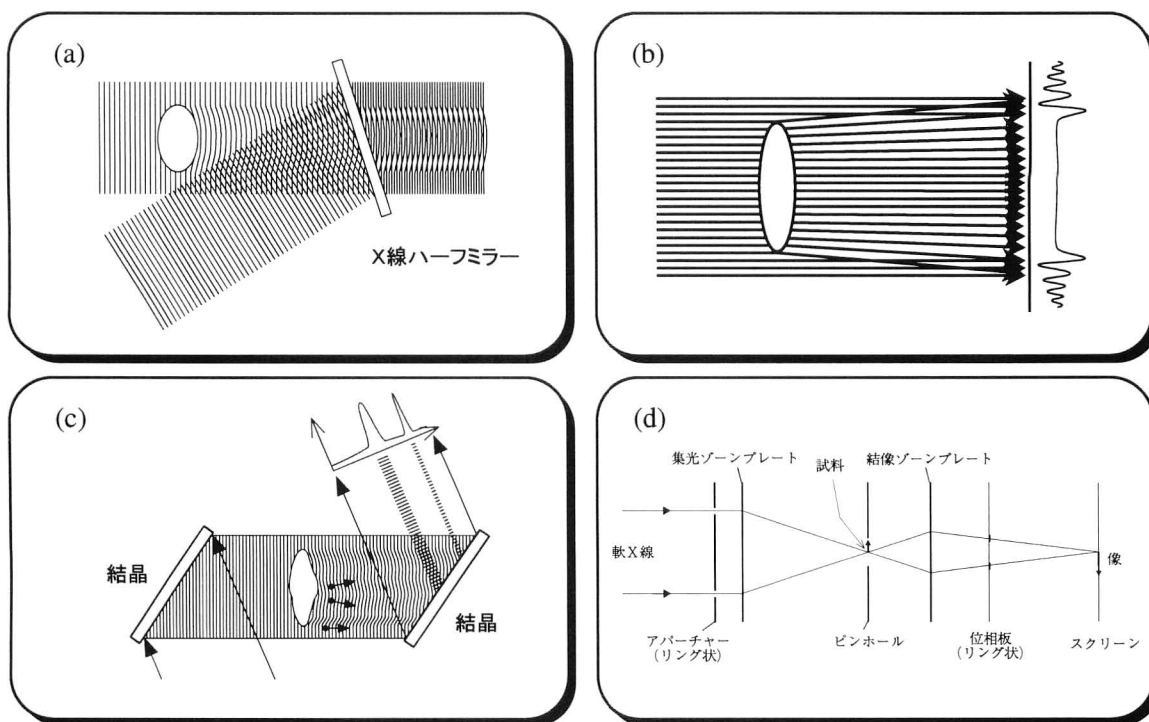 (a)
X線ハーフミラー
(b)
(c)
結晶
結晶
(d)
集光ゾーンプレート
試料
結像ゾーンプレート
軟X線
像
アパーチャー
(リング状)
ピンホール
位相板
(リング状)
スクリーン